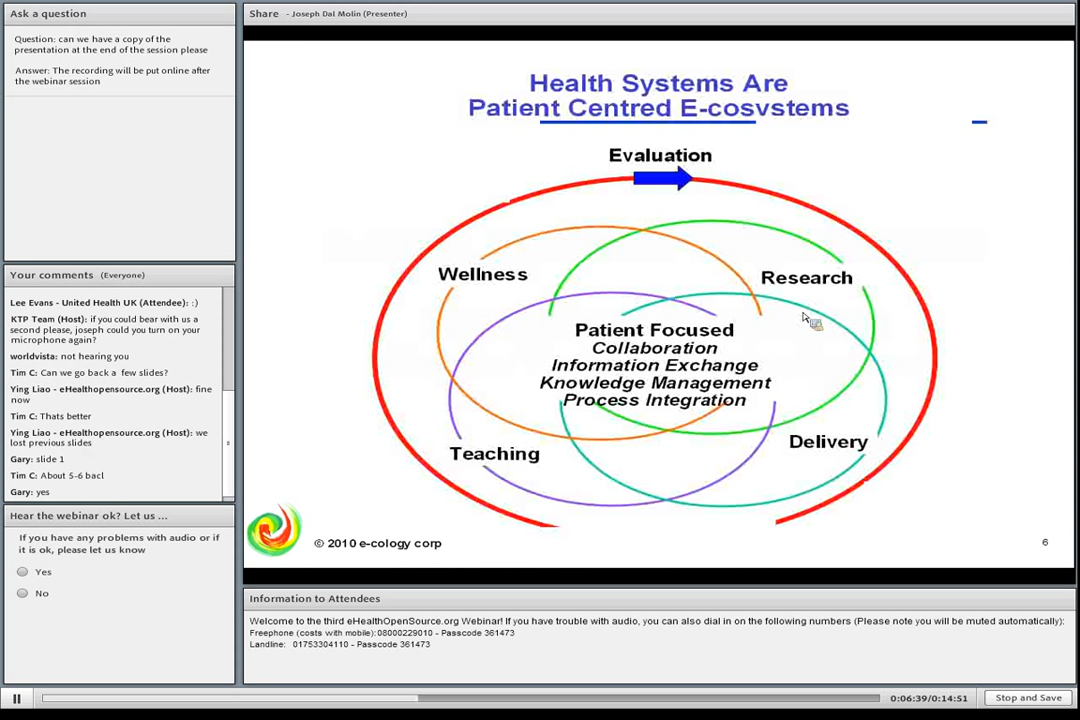 Ask a question
Question: can we have a copy of the
presentation at the end of the session please
Answer: The recording will be put online after
the webinar session
Your comments (Everyone)
Lee Evans - United Health UK (Attendee): :)
KTP Team (Host): if you could bear with us a
second please, joseph could you turn on your
microphone again?
worldvista: not hearing you
Tim C: Can we go back a few slides?
Ying Liao - eHealthopensource.org (Host): fine
now
Tim C: Thats better
Ying Liao - eHealthopensource.org (Host): we
lost previous slides
Gary: slide 1
Tim C: About 5-6 bacl
Gary: yes
Hear the webinar ok? Let us ...
If you have any problems with audio or if
it is ok, please let us know
Yes
No
Share - Joseph Dal Molin (Presenter)
Health Systems Are
Patient Centred E-cosystems
Evaluation
Wellness
Research
Patient Focused
Collaboration
Information Exchange
Knowledge Management
Process Integration
Teaching
Delivery
© 2010 e-cology corp
6
Information to Attendees
Welcome to the third eHealthOpenSource.org Webinar! If you have trouble with audio, you can also dial in on the following numbers (Please note you will be muted automatically):
Freephone (costs with mobile):08000229010 - Passcode 361473
Landline: 01753304110 - Passcode 361473
0:06:39/0:14:51
Stop and Save